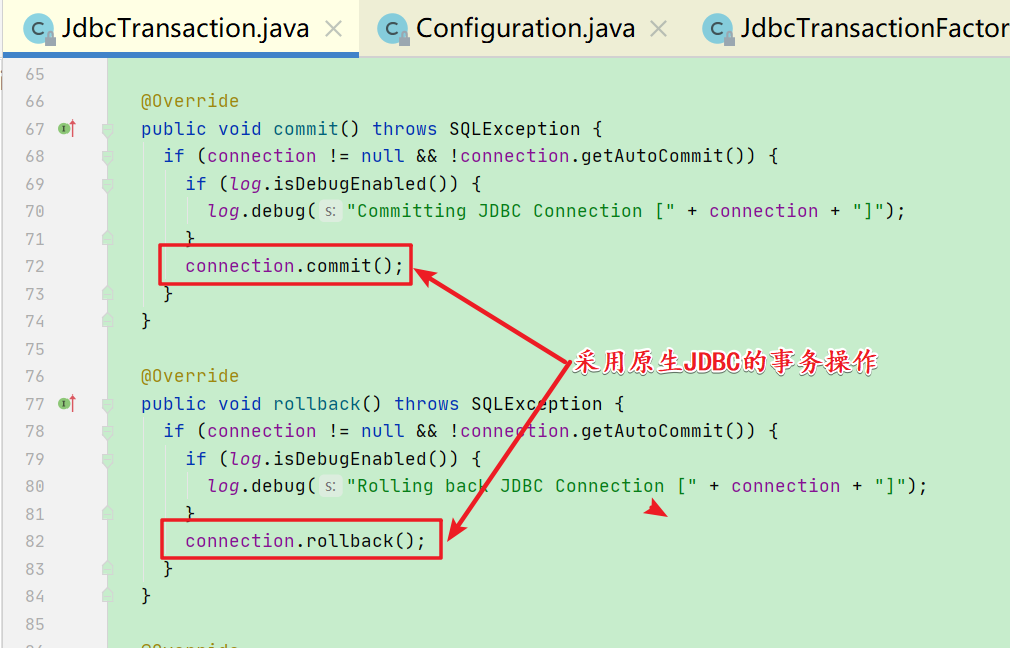 JdbcTransaction.java Configuration.java JdbcTransactionFactor
65
66 @Override
67 public void commit() throws SQLException {
68 if (connection != null && !connection.getAutoCommit()) {
69 if (log.isDebugEnabled()) {
70 log.debug( s: "Committing JDBC Connection [" + connection + "]");
71 }
72 connection.commit();
73 }
74 }
75
采用原生JDBC的事务操作
76 @Override
77 public void rollback() throws SQLException {
78 if (connection != null && !connection.getAutoCommit()) {
79 if (log.isDebugEnabled()) {
80 log.debug( s: "Rolling back JDBC Connection [" + connection + "]");
81 }
82 connection.rollback();
83 }
84 }
85